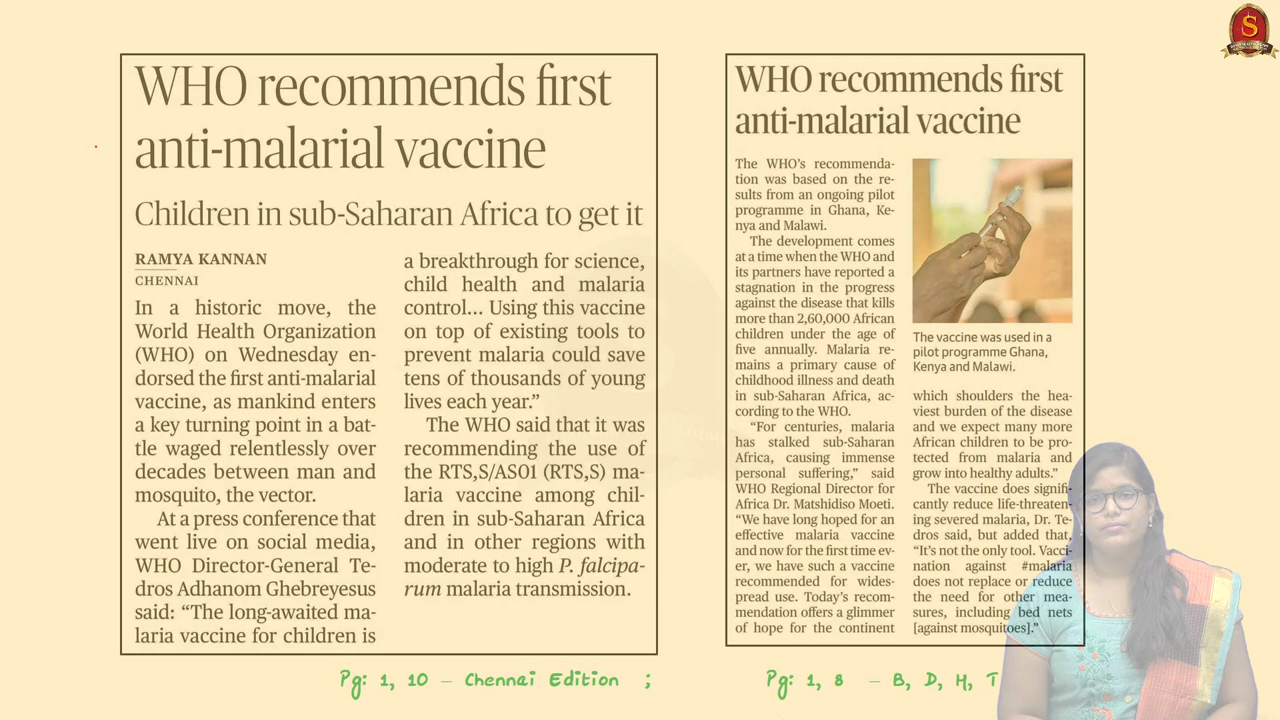 WHO recommends first
anti-malarial vaccine
Children in sub-Saharan Africa to get it
RAMYA KANNAN
CHENNAI
In a historic move, the
World Health Organization
(WHO) on Wednesday en-
dorsed the first anti-malarial
vaccine, as mankind enters
a key turning point in a bat-
tle waged relentlessly over
decades between man and
mosquito, the vector.
At a press conference that
went live on social media,
WHO Director-General Te-
dros Adhanom Ghebreyesus
said: “The long-awaited ma-
laria vaccine for children is
a breakthrough for science,
child health and malaria
control... Using this vaccine
on top of existing tools to
prevent malaria could save
tens of thousands of young
lives each year.”
The WHO said that it was
recommending the use of
the RTS,S/AS01 (RTS,S) ma-
laria vaccine among chil-
dren in sub-Saharan Africa
and in other regions with
moderate to high P. falcipa-
rum malaria transmission.
WHO recommends first
anti-malarial vaccine
The WHO’s recommenda-
tion was based on the re-
sults from an ongoing pilot
programme in Ghana, Ke-
nya and Malawi.
The development comes
at a time when the WHO and
its partners have reported a
stagnation in the progress
against the disease that kills
more than 2,60,000 African
children under the age of
five annually. Malaria re-
mains a primary cause of
childhood illness and death
in sub-Saharan Africa, ac-
cording to the WHO.
“For centuries, malaria
has stalked sub-Saharan
Africa, causing immense
personal suffering,” said
WHO Regional Director for
Africa Dr. Matshidiso Moeti.
“We have long hoped for an
effective malaria vaccine
and now for the first time ev-
er, we have such a vaccine
recommended for wides-
pread use. Today’s recom-
mendation offers a glimmer
of hope for the continent
The vaccine was used in a
pilot programme Ghana,
Kenya and Malawi.
which shoulders the hea-
viest burden of the disease
and we expect many more
African children to be pro-
tected from malaria and
grow into healthy adults.”
The vaccine does signifi-
cantly reduce life-threaten-
ing severed malaria, Dr. Te-
dros said, but added that,
“It’s not the only tool. Vacci-
nation against #malaria
does not replace or reduce
the need for other mea-
sures, including bed nets
[against mosquitoes].”
Pg: 1, 10 – Chennai Edition ;
Pg: 1, 8 – B, D, H, T
S